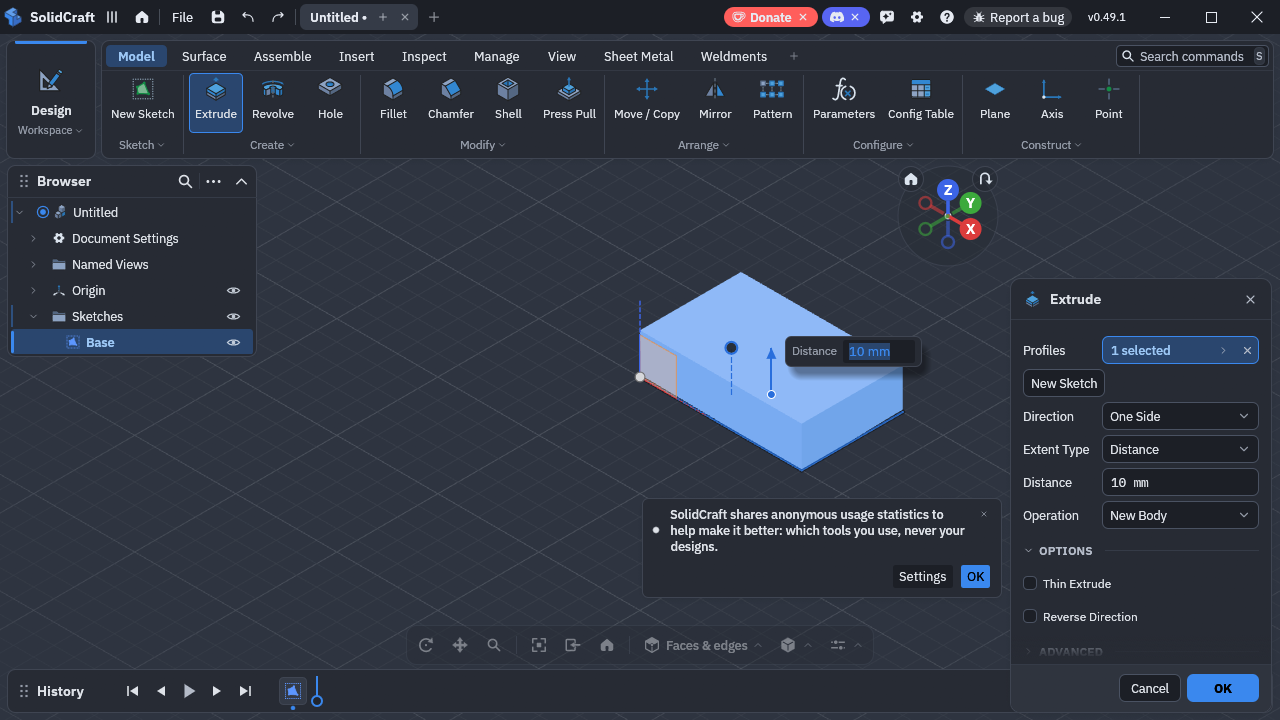 SolidCraft
File
Untitled •
Donate
Report a bug
v0.49.1
Design
Workspace
Model
Surface
Assemble
Insert
Inspect
Manage
View
Sheet Metal
Weldments
Search commands
S
New Sketch
Extrude
Revolve
Hole
Fillet
Chamfer
Shell
Press Pull
Move / Copy
Mirror
Pattern
Parameters
Config Table
Plane
Axis
Point
Sketch
Create
Modify
Arrange
Configure
Construct
Browser
Untitled
Document Settings
Named Views
Origin
Sketches
Base
Z
Y
X
Distance
10 mm
Extrude
Profiles
1 selected
New Sketch
Direction
One Side
Extent Type
Distance
Distance
10 mm
Operation
New Body
OPTIONS
Thin Extrude
Reverse Direction
ADVANCED
Cancel
OK
SolidCraft shares anonymous usage statistics to
help make it better: which tools you use, never your
designs.
Settings
OK
Faces & edges
History